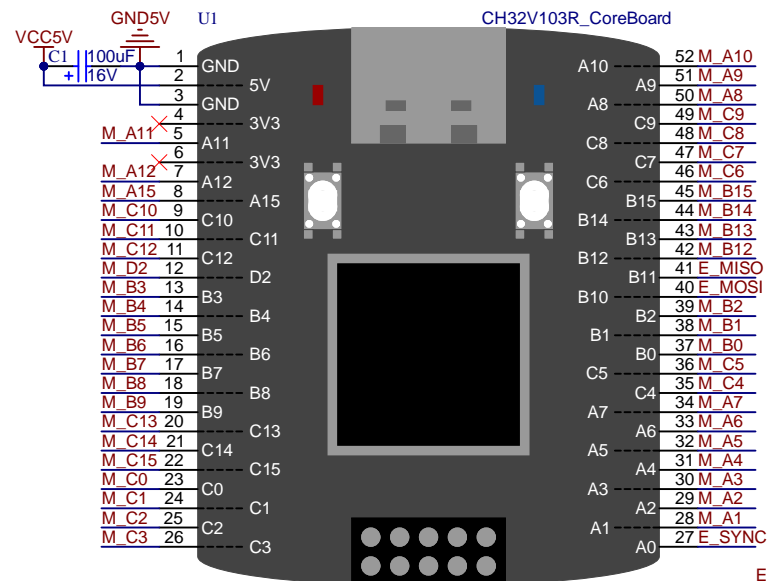 GND5V U1 CH32V103R_CoreBoard
VCC5V
C1 100uF 1 GND A10 52 M_A10
+ 16V 2 5V A9 51 M_A9
3 GND A8 50 M_A8
4 3V3 C9 49 M_C9
M_A11 5 A11 C8 48 M_C8
6 3V3 C7 47 M_C7
M_A12 7 A12 C6 46 M_C6
M_A15 8 A15 B15 45 M_B15
M_C10 9 C10 B14 44 M_B14
M_C11 10 C11 B13 43 M_B13
M_C12 11 C12 B12 42 M_B12
M_D2 12 D2 B11 41 E_MISO
M_B3 13 B3 B10 40 E_MOSI
M_B4 14 B4 B2 39 M_B2
M_B5 15 B5 B1 38 M_B1
M_B6 16 B6 B0 37 M_B0
M_B7 17 B7 C5 36 M_C5
M_B8 18 B8 C4 35 M_C4
M_B9 19 B9 A7 34 M_A7
M_C13 20 C13 A6 33 M_A6
M_C14 21 C14 A5 32 M_A5
M_C15 22 C15 A4 31 M_A4
M_C0 23 C0 A3 30 M_A3
M_C1 24 C1 A2 29 M_A2
M_C2 25 C2 A1 28 M_A1
M_C3 26 C3 A0 27 E_SYNC
E